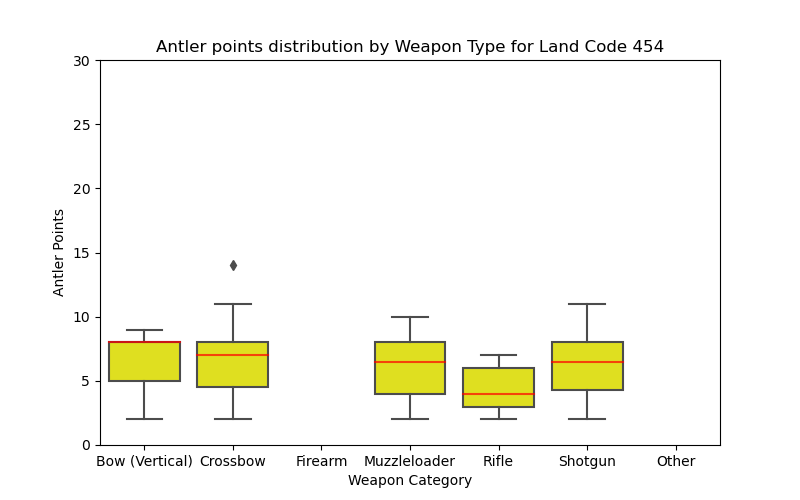 Antler points distribution by Weapon Type for Land Code 454
30
25
20
15
10
5
0
Antler Points
Bow (Vertical) Crossbow Firearm Muzzleloader Rifle Shotgun Other
Weapon Category